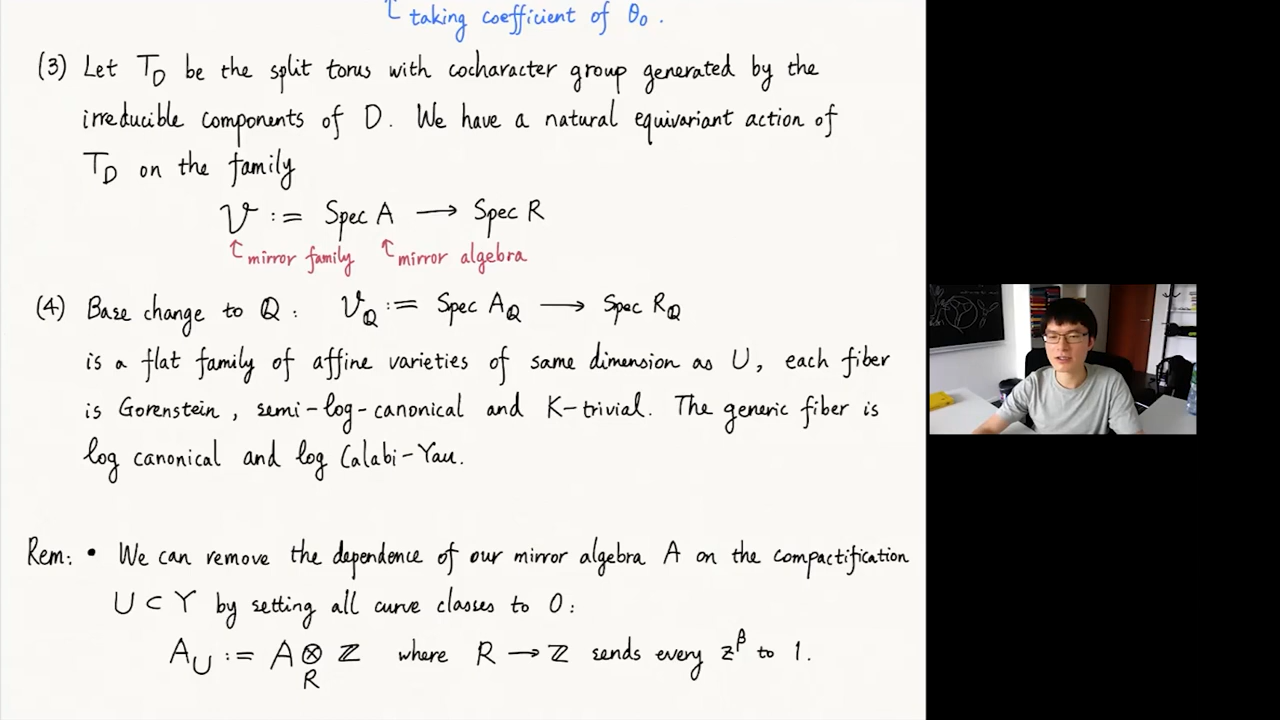 ↑ taking coefficient of θ₀.
(3) Let T_D be the split torus with cocharacter group generated by the
irreducible components of D. We have a natural equivariant action of
T_D on the family
𝒱 := Spec A ⟶ Spec R
↑ mirror family ↑ mirror algebra
(4) Base change to ℚ: 𝒱_ℚ := Spec A_ℚ ⟶ Spec R_ℚ
is a flat family of affine varieties of same dimension as U, each fiber
is Gorenstein, semi-log-canonical and K-trivial. The generic fiber is
log canonical and log Calabi-Yau.
Rem: • We can remove the dependence of our mirror algebra A on the compactification
U ⊂ Y by setting all curve classes to 0:
A_U := A ⊗_R ℤ where R ⟶ ℤ sends every z^β to 1.